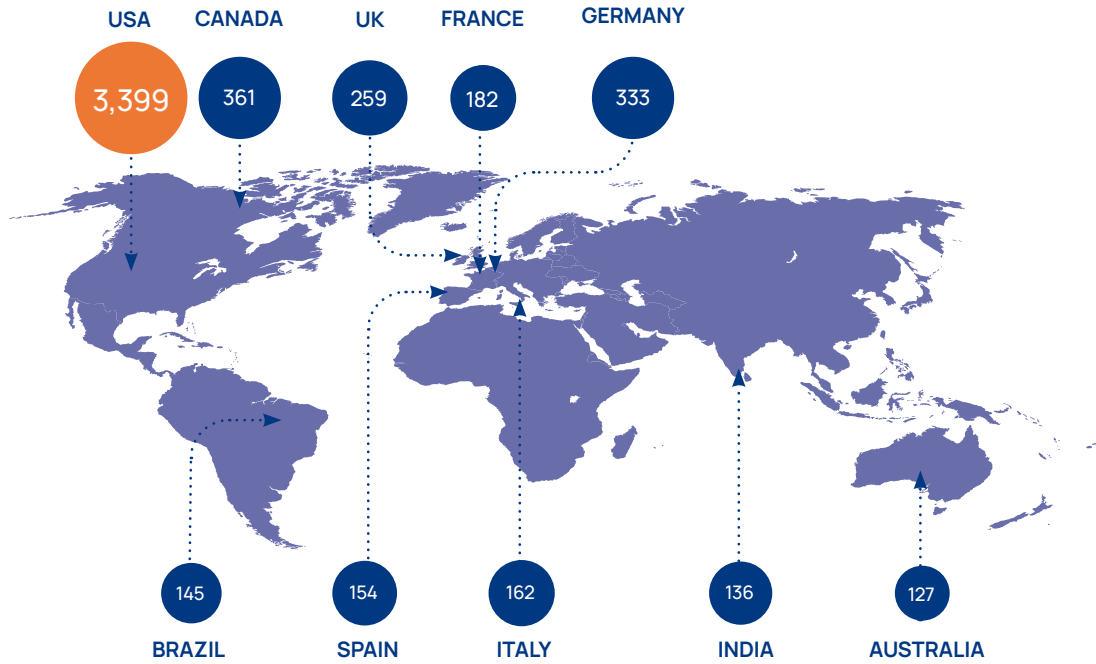 USA
CANADA
UK
FRANCE
GERMANY
3,399
361
259
182
333
145
154
162
136
127
BRAZIL
SPAIN
ITALY
INDIA
AUSTRALIA